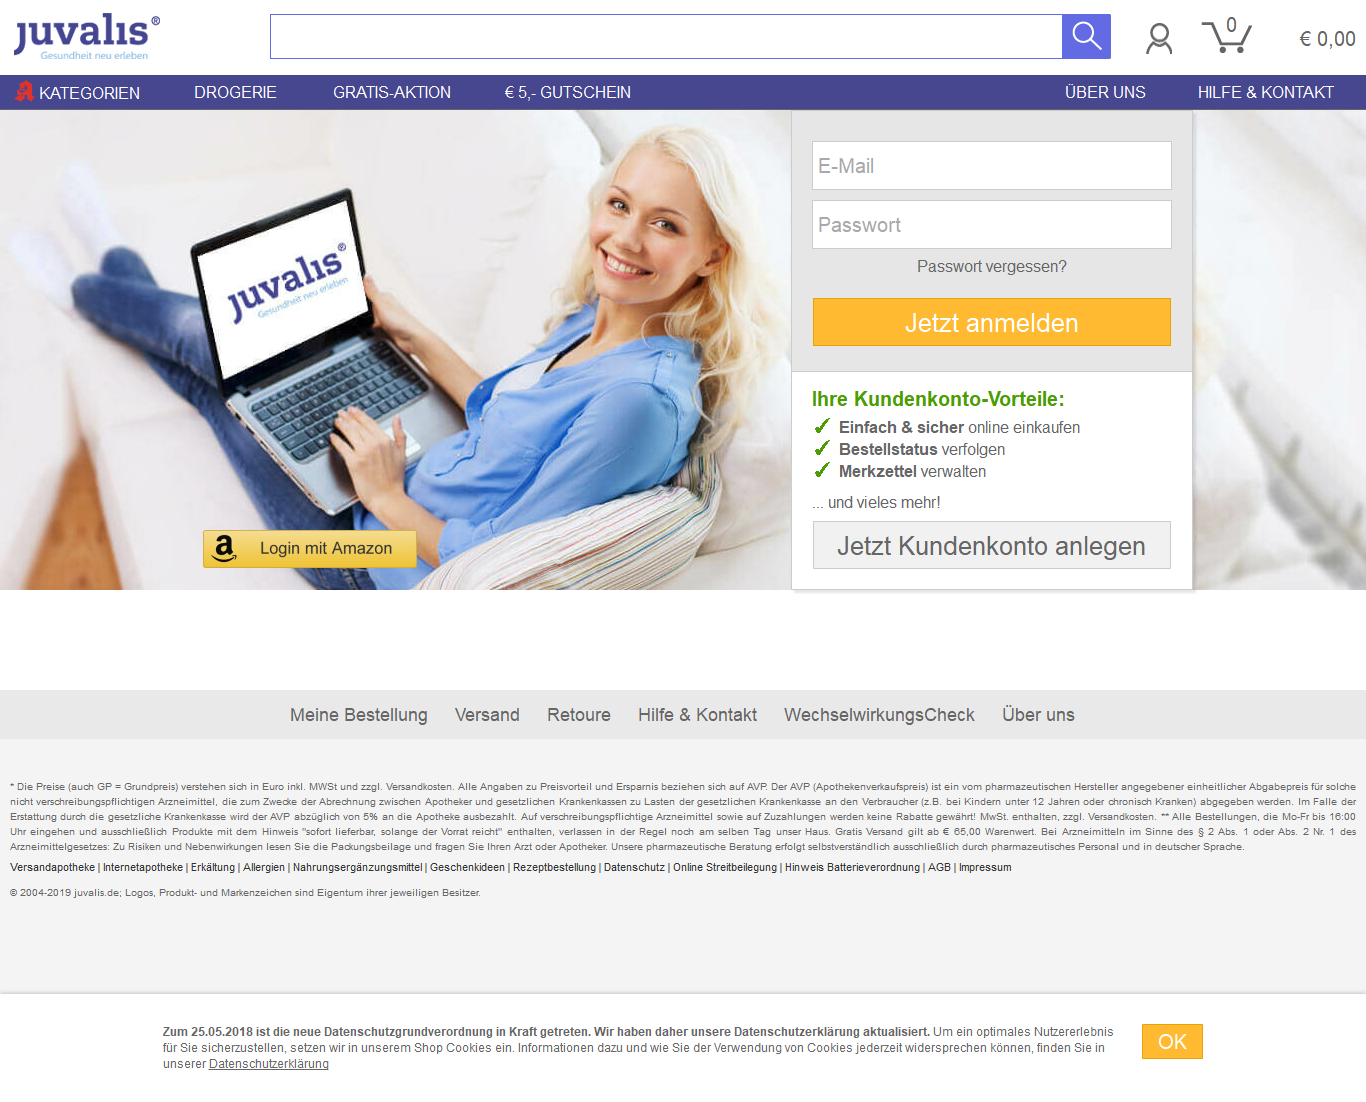 juvalis®
Gesundheit neu erleben
0
€ 0,00
KATEGORIEN
DROGERIE
GRATIS-AKTION
€ 5,- GUTSCHEIN
ÜBER UNS
HILFE & KONTAKT
juvalis®
Gesundheit neu erleben
Login mit Amazon
E-Mail
Passwort
Passwort vergessen?
Jetzt anmelden
Ihre Kundenkonto-Vorteile:
Einfach & sicher online einkaufen
Bestellstatus verfolgen
Merkzettel verwalten
... und vieles mehr!
Jetzt Kundenkonto anlegen
Meine Bestellung Versand Retoure Hilfe & Kontakt WechselwirkungsCheck Über uns
* Die Preise (auch GP = Grundpreis) verstehen sich in Euro inkl. MWSt und zzgl. Versandkosten. Alle Angaben zu Preisvorteil und Ersparnis beziehen sich auf AVP. Der AVP (Apothekenverkaufspreis) ist ein vom pharmazeutischen Hersteller angegebener einheitlicher Abgabepreis für solche
nicht verschreibungspflichtigen Arzneimittel, die zum Zwecke der Abrechnung zwischen Apotheker und gesetzlichen Krankenkassen zu Lasten der gesetzlichen Krankenkasse an den Verbraucher (z.B. bei Kindern unter 12 Jahren oder chronisch Kranken) abgegeben werden. Im Falle der
Erstattung durch die gesetzliche Krankenkasse wird der AVP abzüglich von 5% an die Apotheke ausbezahlt. Auf verschreibungspflichtige Arzneimittel sowie auf Zuzahlungen werden keine Rabatte gewährt! MwSt. enthalten, zzgl. Versandkosten. ** Alle Bestellungen, die Mo-Fr bis 16:00
Uhr eingehen und ausschließlich Produkte mit dem Hinweis "sofort lieferbar, solange der Vorrat reicht" enthalten, verlassen in der Regel noch am selben Tag unser Haus. Gratis Versand gilt ab € 65,00 Warenwert. Bei Arzneimitteln im Sinne des § 2 Abs. 1 oder Abs. 2 Nr. 1 des
Arzneimittelgesetzes: Zu Risiken und Nebenwirkungen lesen Sie die Packungsbeilage und fragen Sie Ihren Arzt oder Apotheker. Unsere pharmazeutische Beratung erfolgt selbstverständlich ausschließlich durch pharmazeutisches Personal und in deutscher Sprache.
Versandapotheke | Internetapotheke | Erkältung | Allergien | Nahrungsergänzungsmittel | Geschenkideen | Rezeptbestellung | Datenschutz | Online Streitbeilegung | Hinweis Batterieverordnung | AGB | Impressum
© 2004-2019 juvalis.de; Logos, Produkt- und Markenzeichen sind Eigentum ihrer jeweiligen Besitzer.
Zum 25.05.2018 ist die neue Datenschutzgrundverordnung in Kraft getreten. Wir haben daher unsere Datenschutzerklärung aktualisiert. Um ein optimales Nutzererlebnis
für Sie sicherzustellen, setzen wir in unserem Shop Cookies ein. Informationen dazu und wie Sie der Verwendung von Cookies jederzeit widersprechen können, finden Sie in
unserer Datenschutzerklärung
OK